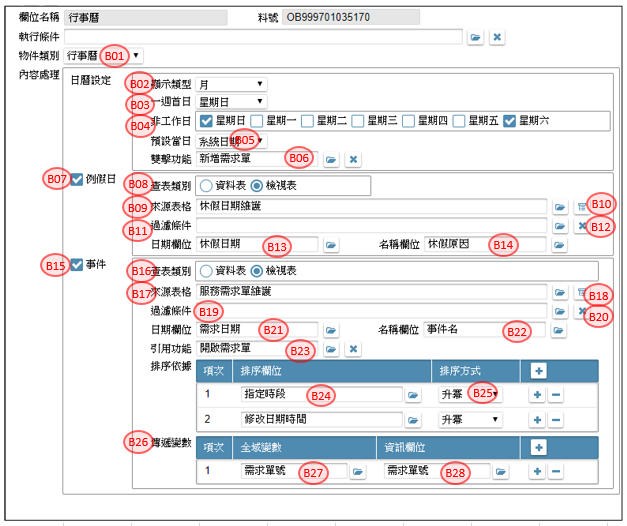 欄位名稱 行事曆 料號 OB999701035170
執行條件
物件類別 行事曆 B01
內容處理 日曆設定 B02 顯示類型 月
B03 一週首日 星期日
B04 非工作日 星期日 星期一 星期二 星期三 星期四 星期五 星期六
預設當日 系統日期 B05
雙擊功能 新增需求單 B06
B07 例假日 B08 查表類別 資料表 檢視表
B09 來源表格 休假日期維護 B10
B11 過濾條件 B12
日期欄位 休假日期 B13 名稱欄位 休假原因 B14
B15 事件 B16 查表類別 資料表 檢視表
B17 來源表格 服務需求單維護 B18
過濾條件 B19 B20
日期欄位 需求日期 B21 名稱欄位 事件名 B22
引用功能 開啟需求單 B23
排序依據 項次 排序欄位 排序方式
1 指定時段 B24 升冪 B25
2 修改日期時間 升冪
B26 傳遞變數 項次 全域變數 資訊欄位
1 需求單號 B27 需求單號 B28